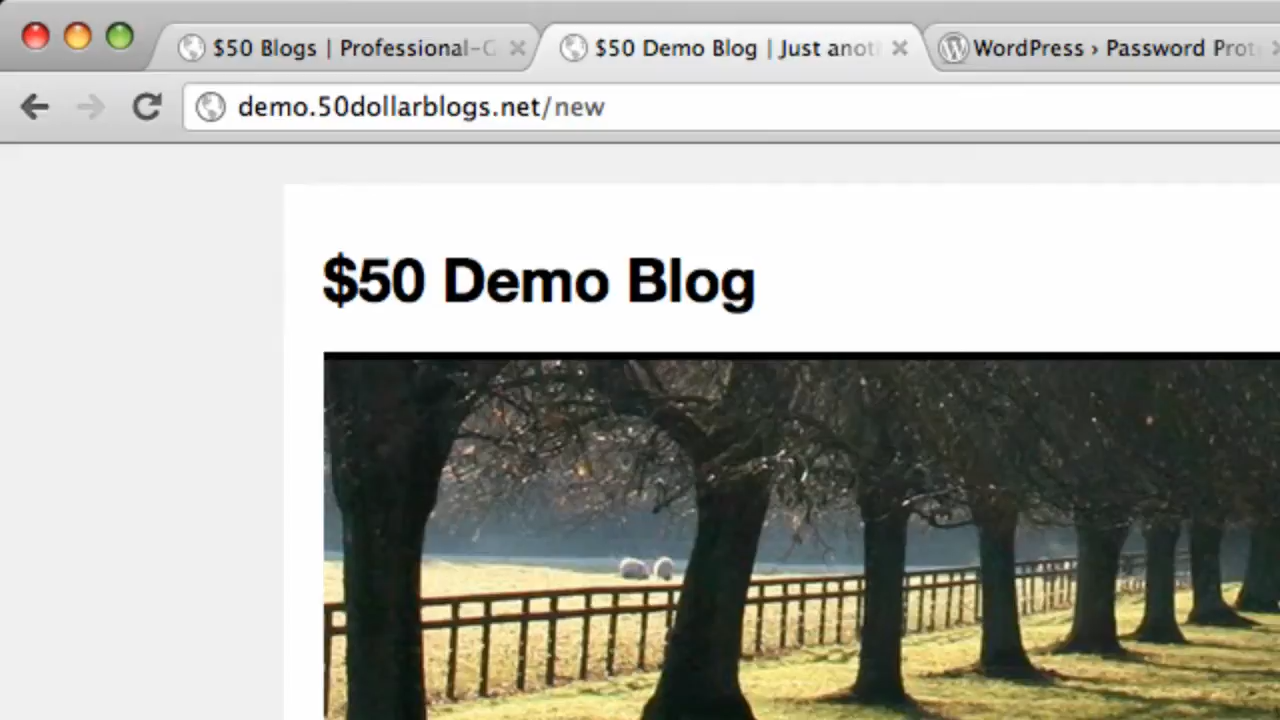 $50 Blogs | Professional-
$50 Demo Blog | Just anot
WordPress › Password Prot
demo.50dollarblogs.net/new
$50 Demo Blog